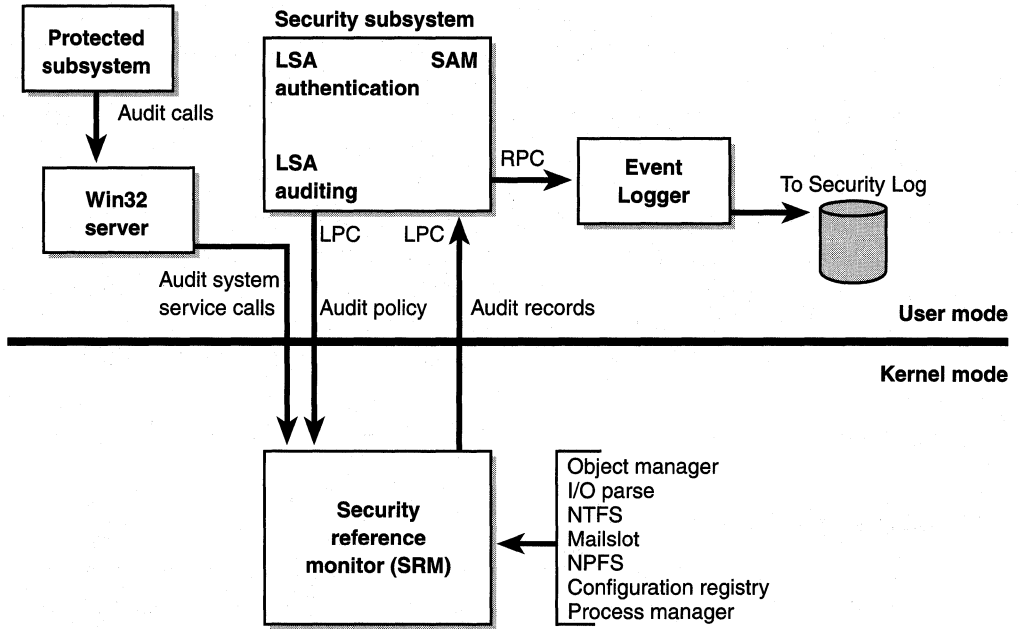 Protected
subsystem
Audit calls
Win32
server
Audit system
service calls
Security subsystem
LSA SAM
authentication
LSA
auditing
RPC
Event
Logger
To Security Log
LPC LPC
Audit policy
Audit records
User mode
Kernel mode
Security
reference
monitor (SRM)
Object manager
I/O parse
NTFS
Mailslot
NPFS
Configuration registry
Process manager